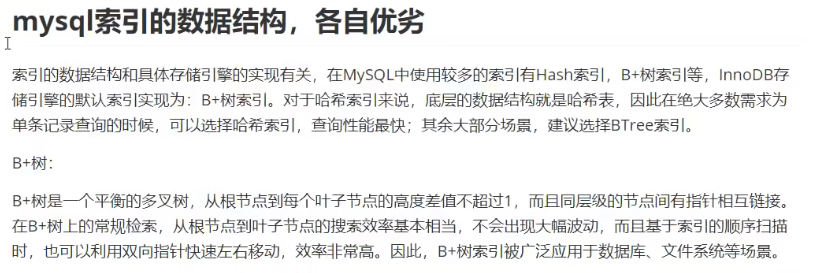 mysql索引的数据结构，各自优劣
索引的数据结构和具体存储引擎的实现有关，在MySQL中使用较多的索引有Hash索引，B+树索引等，InnoDB存
储引擎的默认索引实现为：B+树索引。对于哈希索引来说，底层的数据结构就是哈希表，因此在绝大多数需求为
单条记录查询的时候，可以选择哈希索引，查询性能最快；其余大部分场景，建议选择BTree索引。
B+树：
B+树是一个平衡的多叉树，从根节点到每个叶子节点的高度差值不超过1，而且同层级的节点间有指针相互链接。
在B+树上的常规检索，从根节点到叶子节点的搜索效率基本相当，不会出现大幅波动，而且基于索引的顺序扫描
时，也可以利用双向指针快速左右移动，效率非常高。因此，B+树索引被广泛应用于数据库、文件系统等场景。